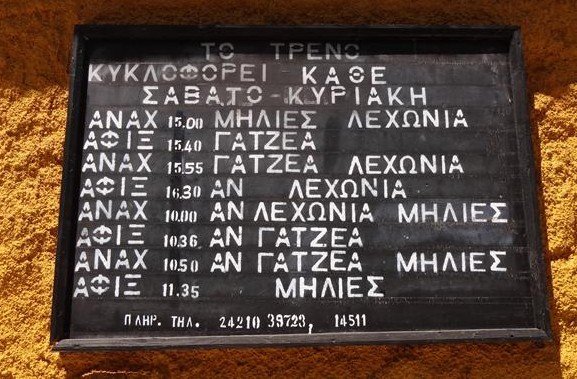 ΤΟ ΤΡΕΝΟ
ΚΥΚΛΟΦΟΡΕΙ ΚΑΘΕ
ΣΑΒΑΤΟ-ΚΥΡΙΑΚΗ
ΑΝΑΧ 15.00 ΜΗΛΙΕΣ ΛΕΧΩΝΙΑ
ΑΦΙΞ 15.40 ΓΑΤΖΕΑ
ΑΝΑΧ 15.55 ΓΑΤΖΕΑ ΛΕΧΩΝΙΑ
ΑΦΙΞ 16.30 ΑΝ ΛΕΧΩΝΙΑ
ΑΝΑΧ 10.00 ΑΝ ΛΕΧΩΝΙΑ ΜΗΛΙΕΣ
ΑΦΙΞ 10.36 ΑΝ ΓΑΤΖΕΑ
ΑΝΑΧ 10.50 ΑΝ ΓΑΤΖΕΑ ΜΗΛΙΕΣ
ΑΦΙΞ 11.35 ΜΗΛΙΕΣ
ΠΛΗΡ. ΤΗΛ. 24210 39723, 14511